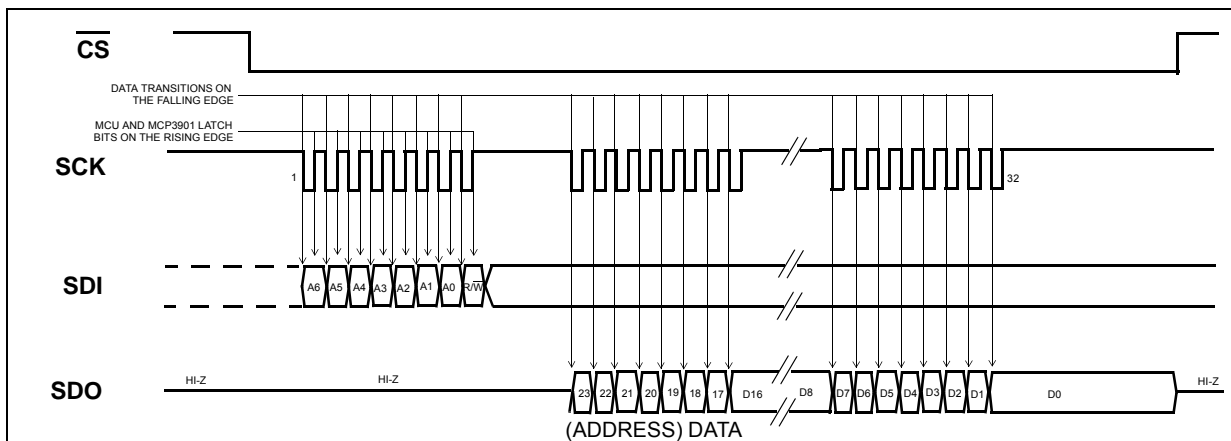 CS
DATA TRANSITIONS ON
THE FALLING EDGE
MCU AND MCP3901 LATCH
BITS ON THE RISING EDGE
SCK
1
32
SDI
A6 A5 A4 A3 A2 A1 A0 R/W
SDO
HI-Z HI-Z 23 22 21 20 19 18 17 D16 D8 D7 D6 D5 D4 D3 D2 D1 D0 HI-Z
(ADDRESS) DATA